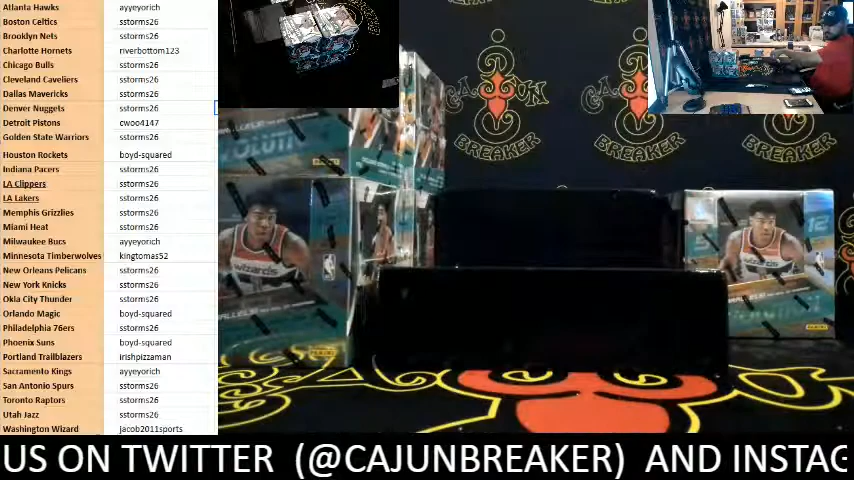 Atlanta Hawks ayyeyorich
Boston Celtics sstorms26
Brooklyn Nets sstorms26
Charlotte Hornets riverbottom123
Chicago Bulls sstorms26
Cleveland Cavaliers sstorms26
Dallas Mavericks sstorms26
Denver Nuggets sstorms26
Detroit Pistons cwoo4147
Golden State Warriors sstorms26
Houston Rockets boyd-squared
Indiana Pacers sstorms26
LA Clippers sstorms26
LA Lakers sstorms26
Memphis Grizzlies sstorms26
Miami Heat sstorms26
Milwaukee Bucs ayyeyorich
Minnesota Timberwolves kingtomas52
New Orleans Pelicans sstorms26
New York Knicks sstorms26
Okla City Thunder sstorms26
Orlando Magic boyd-squared
Philadelphia 76ers sstorms26
Phoenix Suns boyd-squared
Portland Trailblazers irishpizzaman
Sacramento Kings ayyeyorich
San Antonio Spurs sstorms26
Toronto Raptors sstorms26
Utah Jazz sstorms26
Washington Wizard jacob2011sports
BREAKER
BREAKER
BREAKER
wizards
12
US ON TWITTER (@CAJUNBREAKER) AND INSTAG